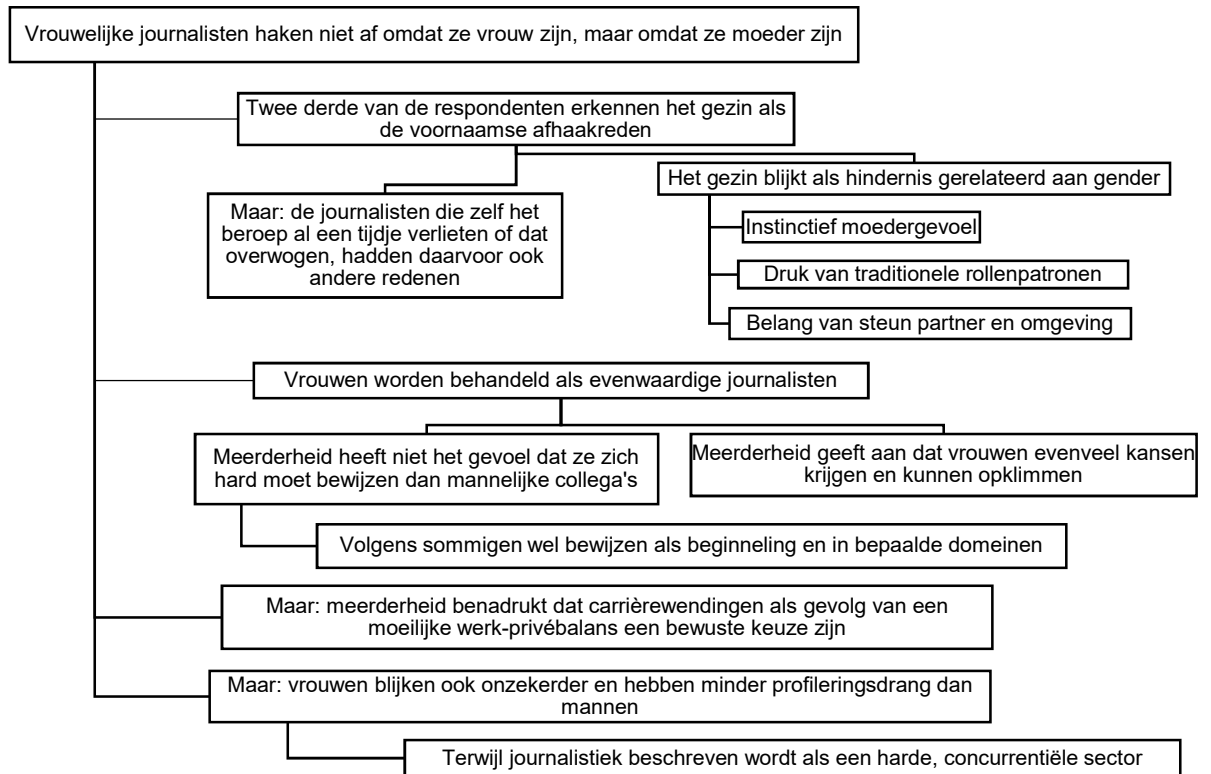 Vrouwelijke journalisten haken niet af omdat ze vrouw zijn, maar omdat ze moeder zijn
Twee derde van de respondenten erkennen het gezin als
de voornaamse afhaakreden
Maar: de journalisten die zelf het
beroep al een tijdje verlieten of dat
overwogen, hadden daarvoor ook
andere redenen
Het gezin blijkt als hindernis gerelateerd aan gender
Instinctief moedergevoel
Druk van traditionele rollenpatronen
Belang van steun partner en omgeving
Vrouwen worden behandeld als evenwaardige journalisten
Meerderheid heeft niet het gevoel dat ze zich
hard moet bewijzen dan mannelijke collega's
Meerderheid geeft aan dat vrouwen evenveel kansen
krijgen en kunnen opklimmen
Volgens sommigen wel bewijzen als beginneling en in bepaalde domeinen
Maar: meerderheid benadrukt dat carrièrewendingen als gevolg van een
moeilijke werk-privébalans een bewuste keuze zijn
Maar: vrouwen blijken ook onzekerder en hebben minder profileringsdrang dan
mannen
Terwijl journalistiek beschreven wordt als een harde, concurrentiële sector